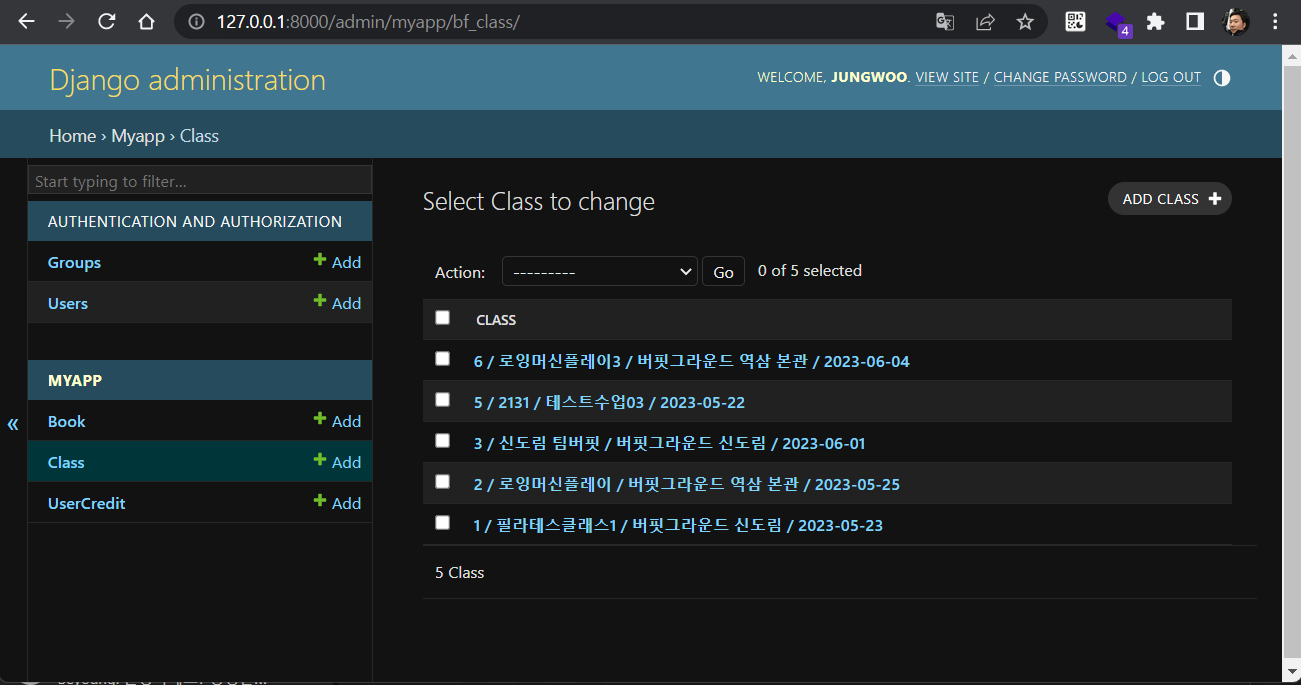 127.0.0.1:8000/admin/myapp/bf_class/
4
Django administration
WELCOME, JUNGWOO. VIEW SITE / CHANGE PASSWORD / LOG OUT
Home › Myapp › Class
Start typing to filter...
AUTHENTICATION AND AUTHORIZATION
Groups + Add
Users + Add
MYAPP
Book + Add
Class + Add
UserCredit + Add
«
Select Class to change
ADD CLASS +
Action: --------- Go 0 of 5 selected
CLASS
6 / 로잉머신플레이3 / 버핏그라운드 역삼 본관 / 2023-06-04
5 / 2131 / 테스트수업03 / 2023-05-22
3 / 신도림 팀버핏 / 버핏그라운드 신도림 / 2023-06-01
2 / 로잉머신플레이 / 버핏그라운드 역삼 본관 / 2023-05-25
1 / 필라테스클래스1 / 버핏그라운드 신도림 / 2023-05-23
5 Class